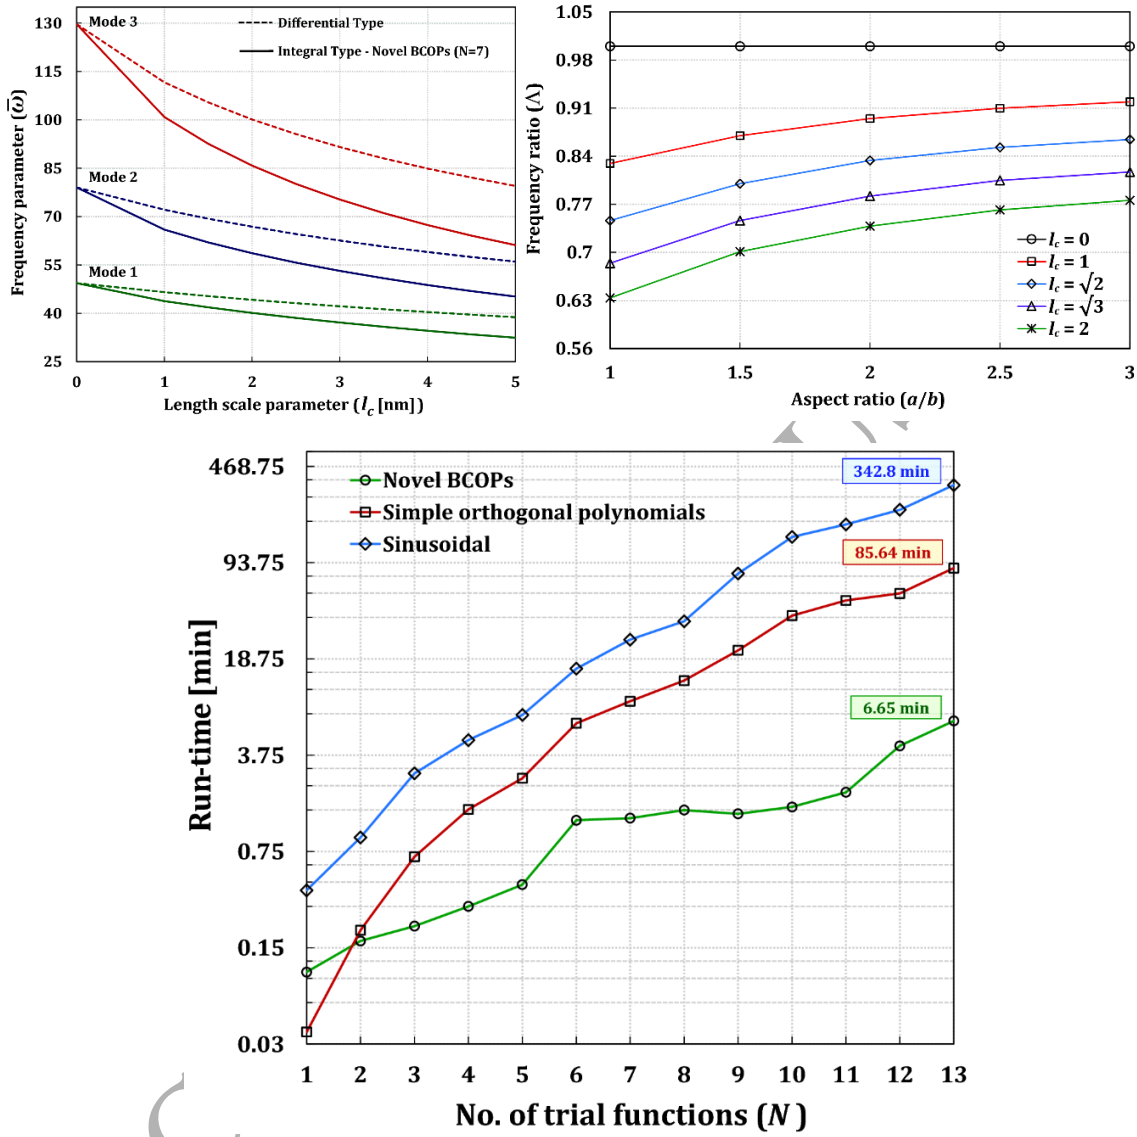 130
115
100
85
70
55
40
25
Frequency parameter (ω̅)
Mode 3
Mode 2
Mode 1
Differential Type
Integral Type - Novel BCOPs (N=7)
0 1 2 3 4 5
Length scale parameter (l_c [nm])
1.05
0.98
0.91
0.84
0.77
0.7
0.63
0.56
Frequency ratio (Λ)
l_c = 0
l_c = 1
l_c = √2
l_c = √3
l_c = 2
1 1.5 2 2.5 3
Aspect ratio (a/b)
468.75
93.75
18.75
3.75
0.75
0.15
0.03
Run-time [min]
Novel BCOPs
Simple orthogonal polynomials
Sinusoidal
342.8 min
85.64 min
6.65 min
1 2 3 4 5 6 7 8 9 10 11 12 13
No. of trial functions (N)